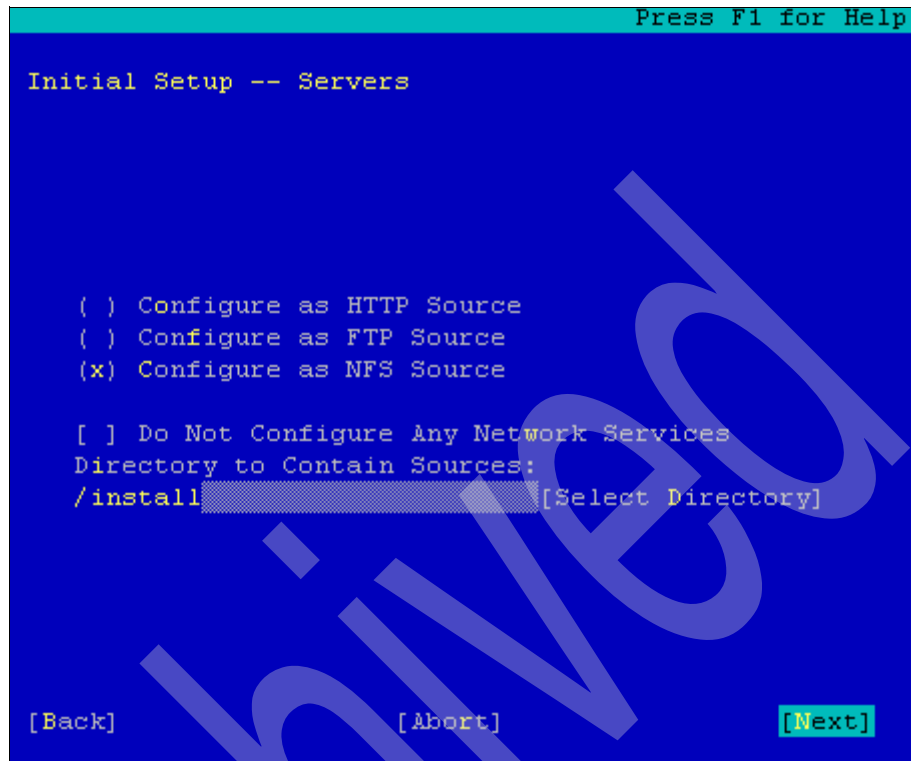 Press F1 for Help
Initial Setup -- Servers
( ) Configure as HTTP Source
( ) Configure as FTP Source
(x) Configure as NFS Source
[ ] Do Not Configure Any Network Services
Directory to Contain Sources:
/install [Select Directory]
[Back] [Abort] [Next]
hived